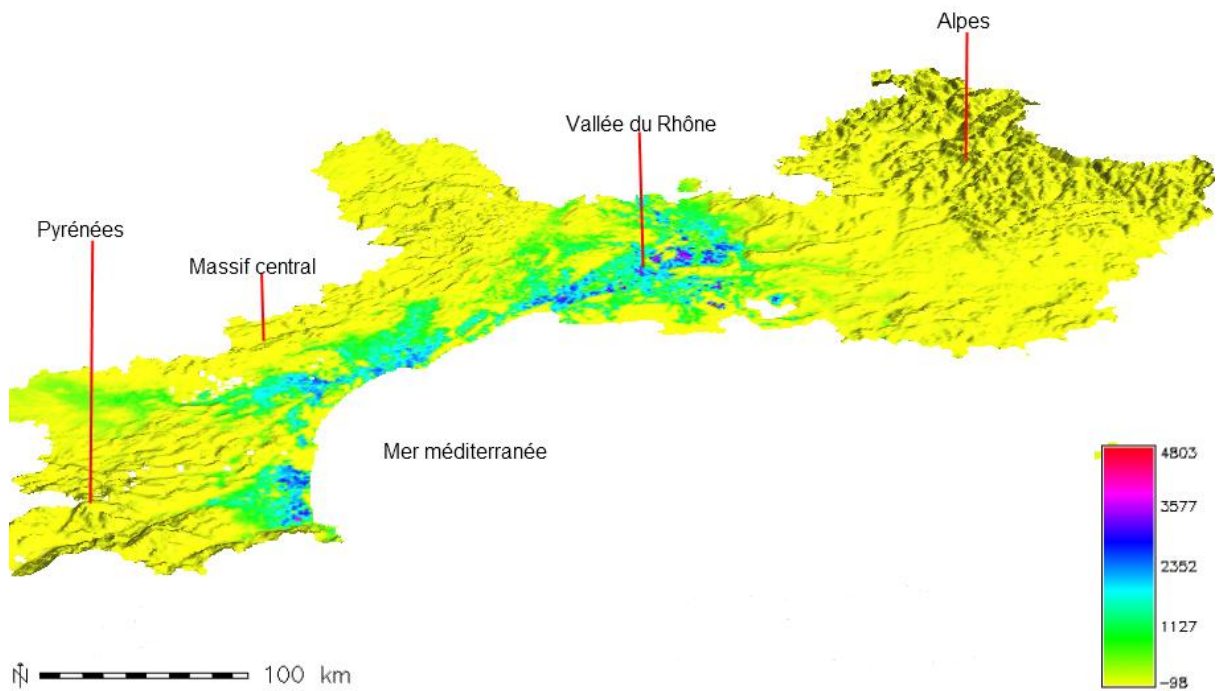 Alpes
Vallée du Rhône
Pyrénées
Massif central
Mer méditerranée
4803
3577
2352
1127
-98
N
100 km